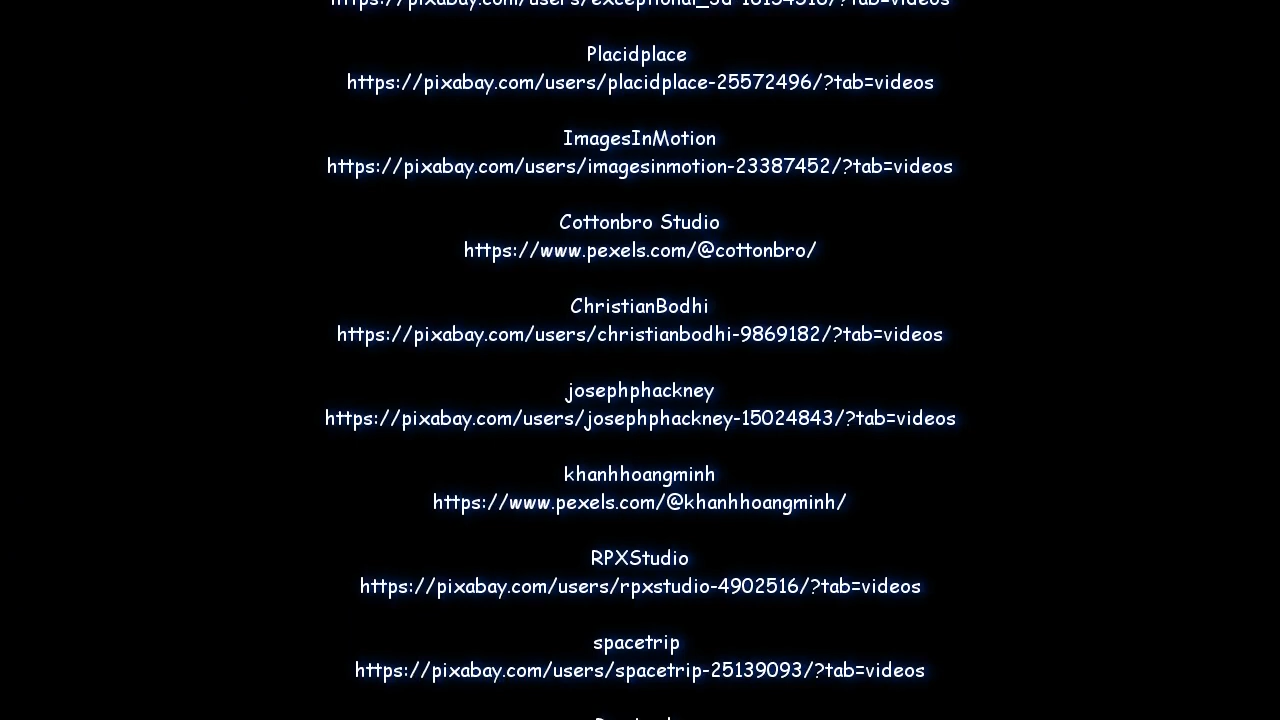 Placidplace
https://pixabay.com/users/placidplace-25572496/?tab=videos
ImagesInMotion
https://pixabay.com/users/imagesinmotion-23387452/?tab=videos
Cottonbro Studio
https://www.pexels.com/@cottonbro/
ChristianBodhi
https://pixabay.com/users/christianbodhi-9869182/?tab=videos
josephphackney
https://pixabay.com/users/josephphackney-15024843/?tab=videos
khanhhoangminh
https://www.pexels.com/@khanhhoangminh/
RPXStudio
https://pixabay.com/users/rpxstudio-4902516/?tab=videos
spacetrip
https://pixabay.com/users/spacetrip-25139093/?tab=videos